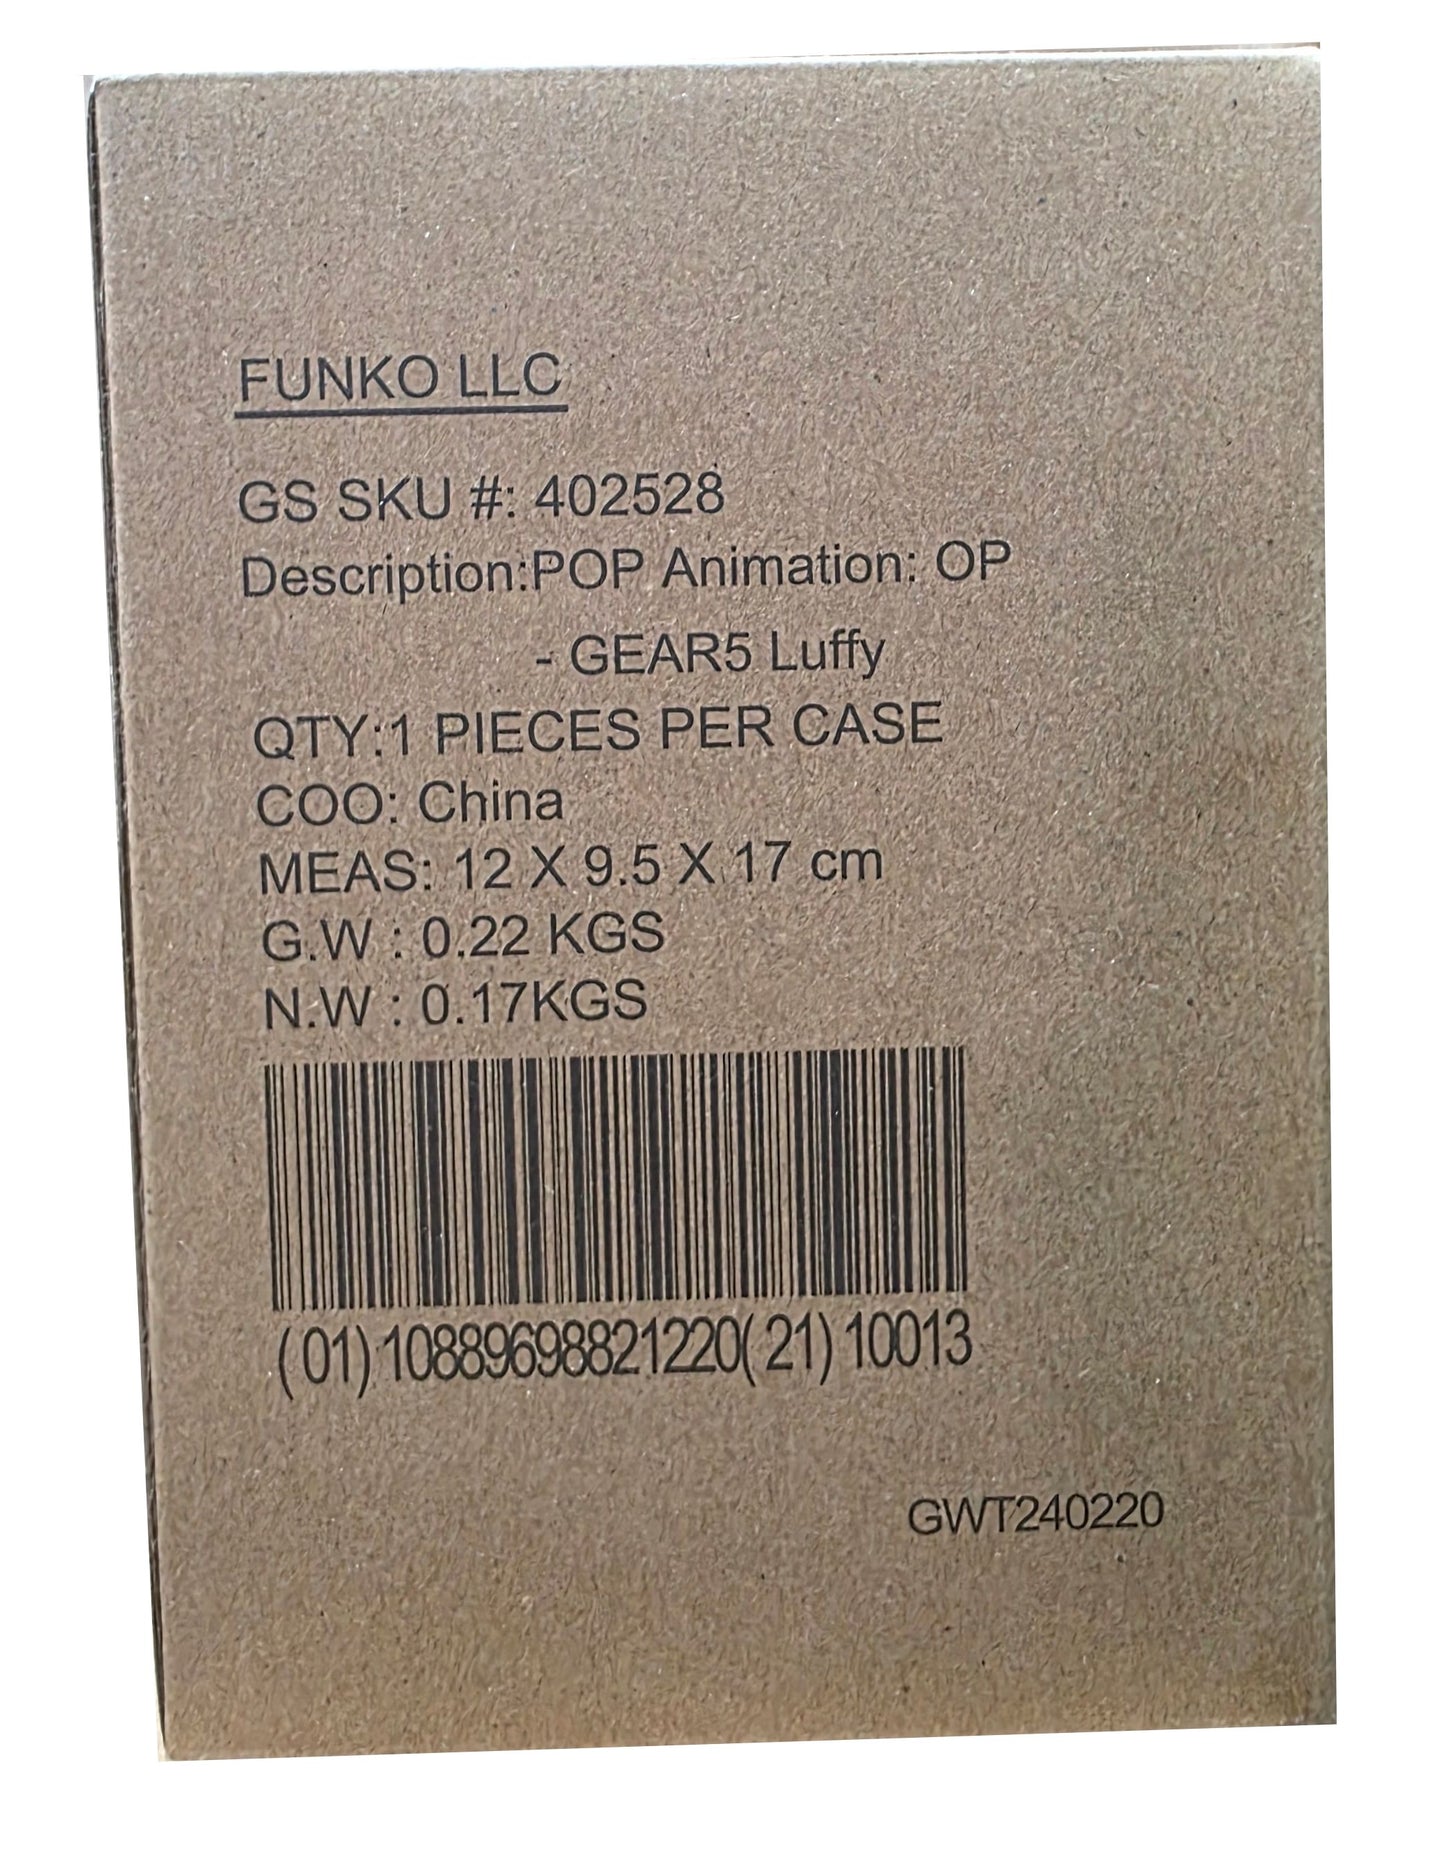 FUNKO LLC
GS SKU #: 402528
Description:POP Animation: OP
- GEAR5 Luffy
QTY:1 PIECES PER CASE
COO: China
MEAS: 12 X 9.5 X 17 cm
G.W : 0.22 KGS
N.W : 0.17KGS
(01)10889698821220(21)10013
GWT240220